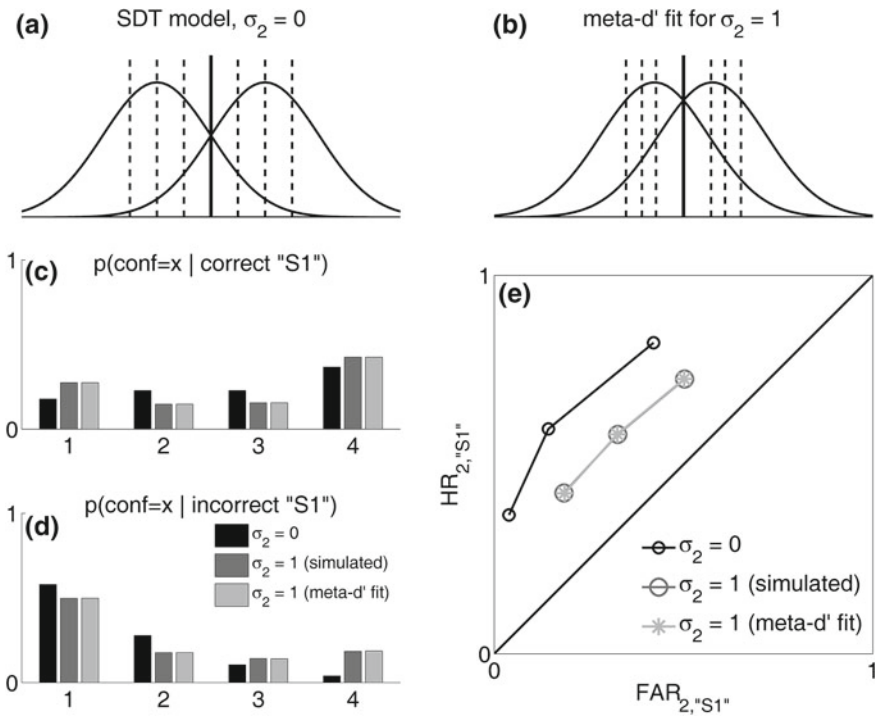 (a) SDT model, σ2 = 0
(b) meta-d' fit for σ2 = 1
(c) p(conf=x | correct "S1")
1
0
1 2 3 4
(d) p(conf=x | incorrect "S1")
1
0
σ2 = 0
σ2 = 1 (simulated)
σ2 = 1 (meta-d' fit)
1 2 3 4
(e)
1
HR2,"S1"
0
σ2 = 0
σ2 = 1 (simulated)
σ2 = 1 (meta-d' fit)
0 1
FAR2,"S1"